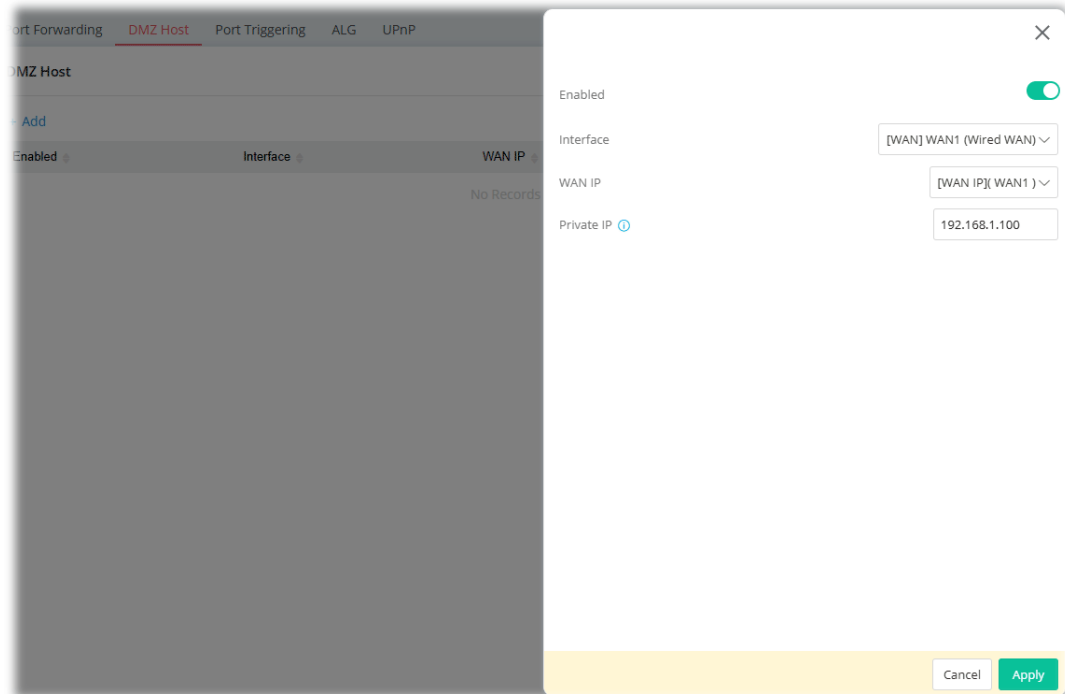 ort Forwarding DMZ Host Port Triggering ALG UPnP
DMZ Host
Add
Enabled Interface WAN IP
No Records
Enabled
Interface [WAN] WAN1 (Wired WAN)
WAN IP [WAN IP]( WAN1 )
Private IP 192.168.1.100
Cancel Apply